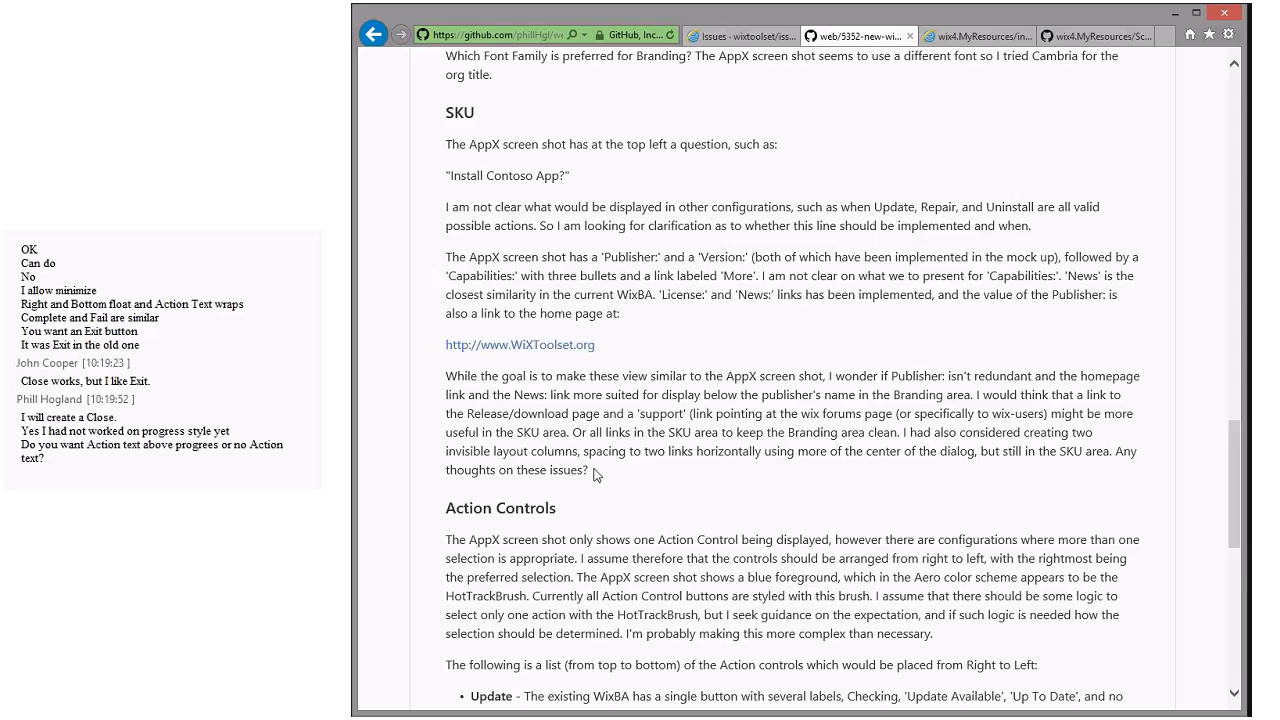 OK
Can do
No
I allow minimize
Right and Bottom float and Action Text wraps
Complete and Fail are similar
You want an Exit button
It was Exit in the old one
John Cooper [10:19:23 ]
Close works, but I like Exit.
Phill Hogland [10:19:52 ]
I will create a Close.
Yes I had not worked on progress style yet
Do you want Action text above progrees or no Action
text?
https://github.com/phillHgl/we
GitHub, Inc...
Issues - wixtoolset/iss...
web/5352-new-wi...
wix4.MyResources/in...
wix4.MyResources/Sc...
Which Font Family is preferred for Branding? The AppX screen shot seems to use a different font so I tried Cambria for the
org title.
SKU
The AppX screen shot has at the top left a question, such as:
"Install Contoso App?"
I am not clear what would be displayed in other configurations, such as when Update, Repair, and Uninstall are all valid
possible actions. So I am looking for clarification as to whether this line should be implemented and when.
The AppX screen shot has a 'Publisher:' and a 'Version:' (both of which have been implemented in the mock up), followed by a
'Capabilities:' with three bullets and a link labeled 'More'. I am not clear on what we to present for 'Capabilities:'. 'News' is the
closest similarity in the current WixBA. 'License:' and 'News:' links has been implemented, and the value of the Publisher: is
also a link to the home page at:
http://www.WiXToolset.org
While the goal is to make these view similar to the AppX screen shot, I wonder if Publisher: isn't redundant and the homepage
link and the News: link more suited for display below the publisher's name in the Branding area. I would think that a link to
the Release/download page and a 'support' (link pointing at the wix forums page (or specifically to wix-users) might be more
useful in the SKU area. Or all links in the SKU area to keep the Branding area clean. I had also considered creating two
invisible layout columns, spacing to two links horizontally using more of the center of the dialog, but still in the SKU area. Any
thoughts on these issues?
Action Controls
The AppX screen shot only shows one Action Control being displayed, however there are configurations where more than one
selection is appropriate. I assume therefore that the controls should be arranged from right to left, with the rightmost being
the preferred selection. The AppX screen shot shows a blue foreground, which in the Aero color scheme appears to be the
HotTrackBrush. Currently all Action Control buttons are styled with this brush. I assume that there should be some logic to
select only one action with the HotTrackBrush, but I seek guidance on the expectation, and if such logic is needed how the
selection should be determined. I'm probably making this more complex than necessary.
The following is a list (from top to bottom) of the Action controls which would be placed from Right to Left:
• Update - The existing WixBA has a single button with several labels, Checking, 'Update Available', 'Up To Date', and no